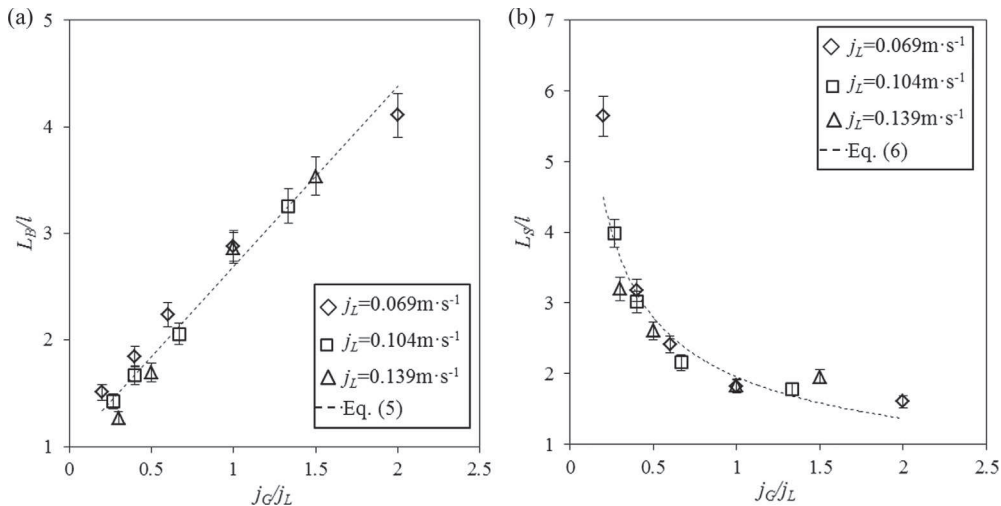 (a)
5
4
3
2
1
0
0.5
1
1.5
2
2.5
L_B/l
j_G/j_L
j_L=0.069m·s⁻¹
j_L=0.104m·s⁻¹
j_L=0.139m·s⁻¹
Eq. (5)
(b)
7
6
5
4
3
2
1
0
0.5
1
1.5
2
2.5
L_S/l
j_G/j_L
j_L=0.069m·s⁻¹
j_L=0.104m·s⁻¹
j_L=0.139m·s⁻¹
Eq. (6)